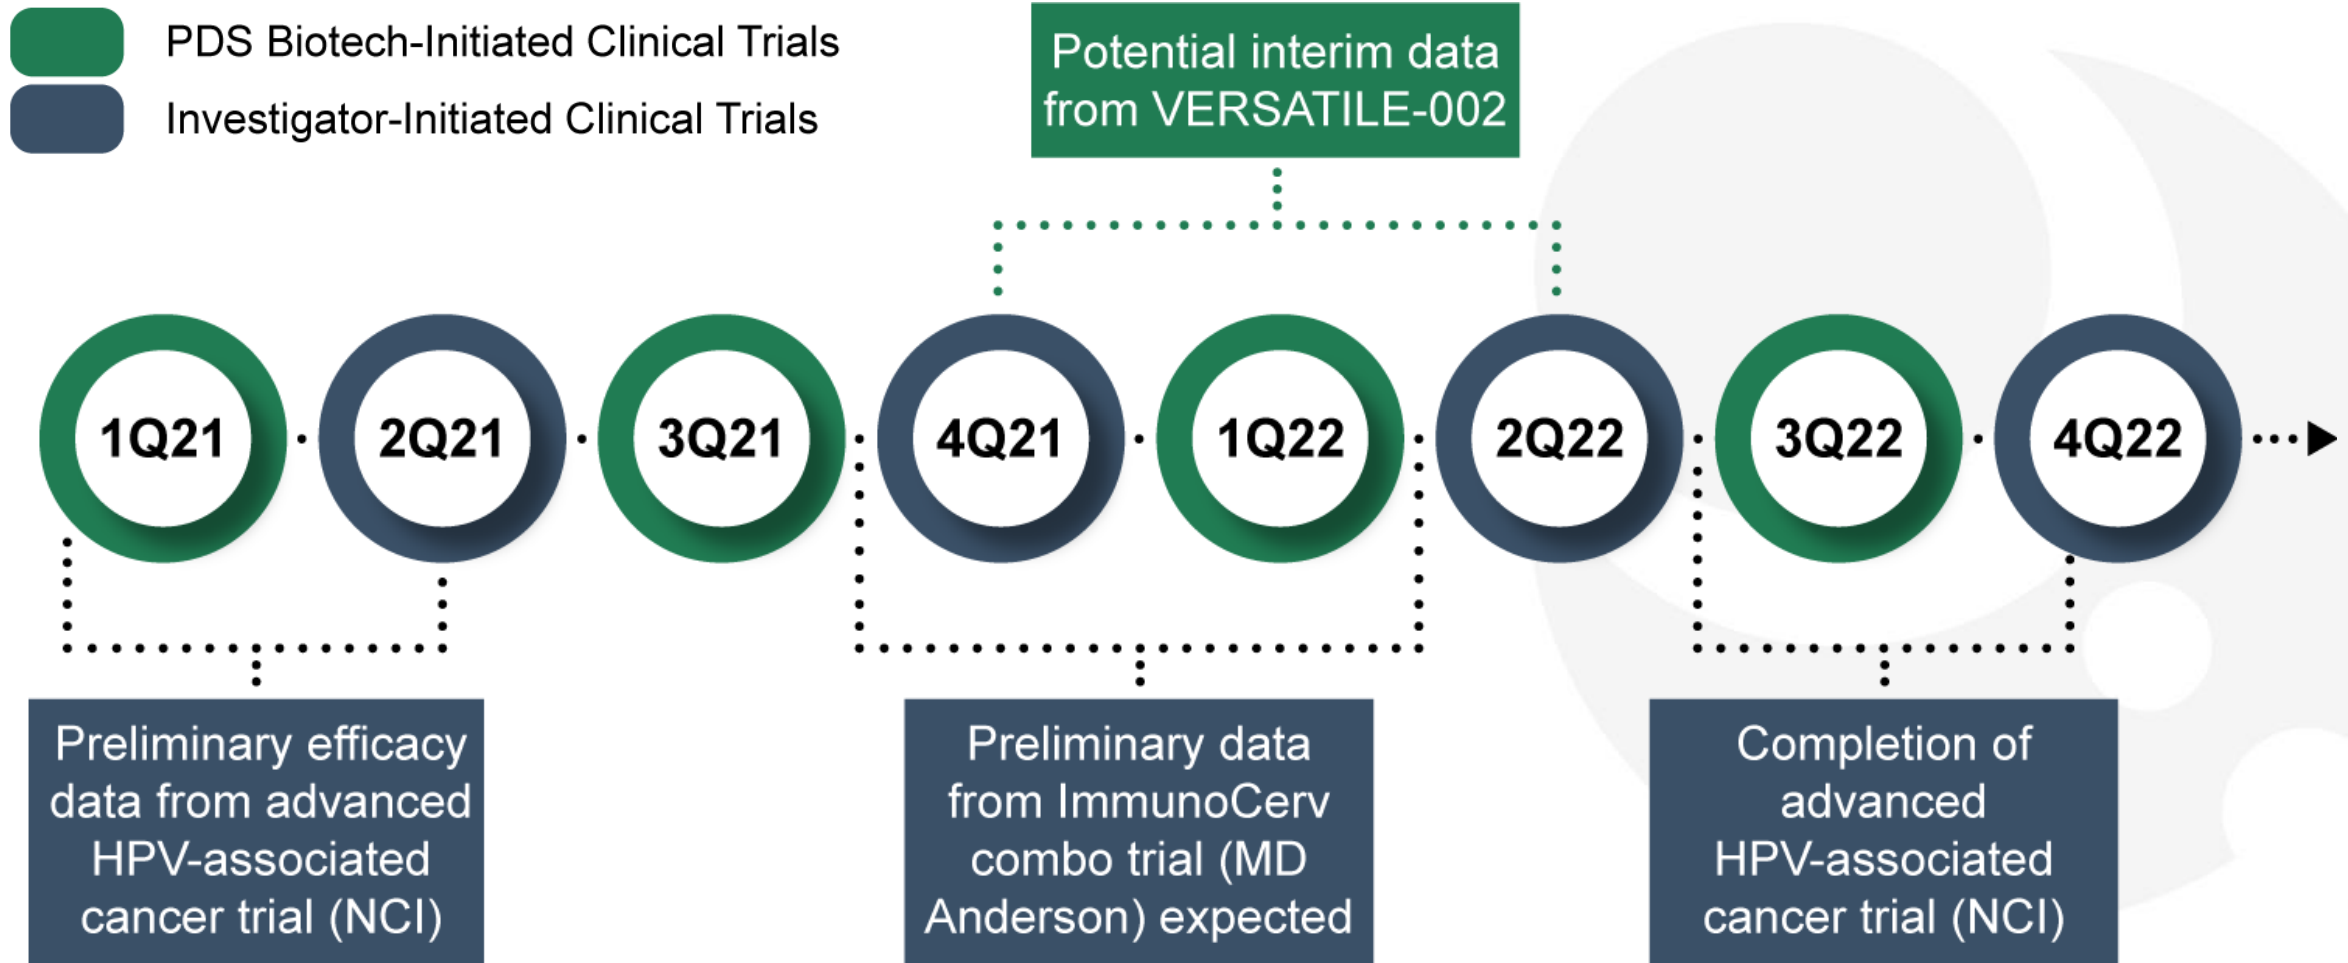 PDS Biotech-Initiated Clinical Trials
Investigator-Initiated Clinical Trials
Potential interim data
from VERSATILE-002
1Q21
2Q21
3Q21
4Q21
1Q22
2Q22
3Q22
4Q22
Preliminary efficacy
data from advanced
HPV-associated
cancer trial (NCI)
Preliminary data
from ImmunoCerv
combo trial (MD
Anderson) expected
Completion of
advanced
HPV-associated
cancer trial (NCI)